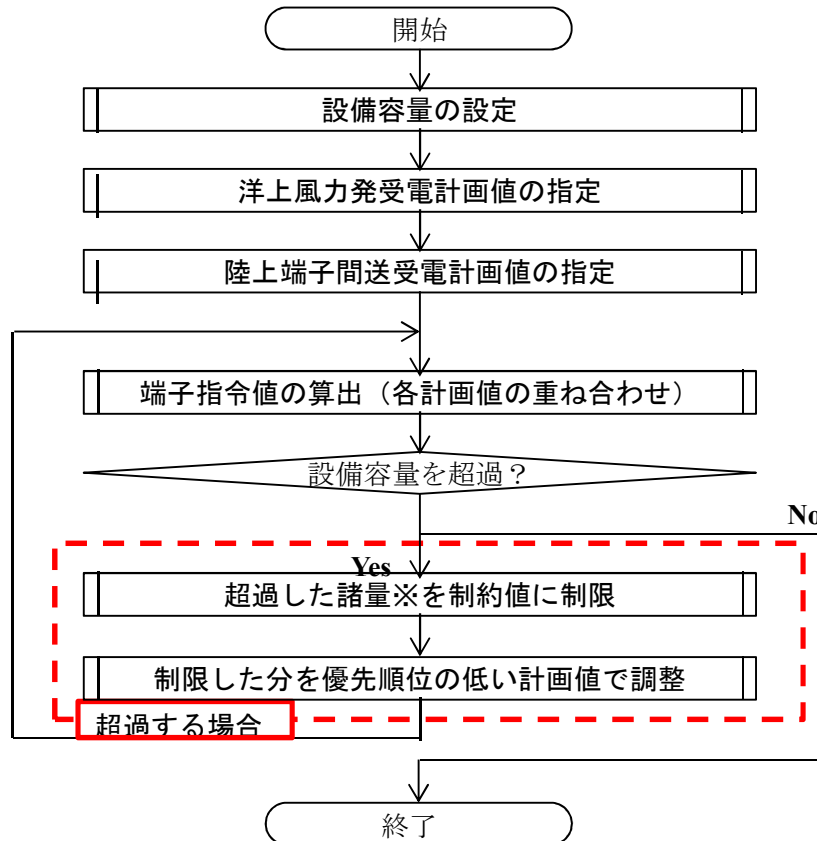 開始
設備容量の設定
洋上風力発受電計画値の指定
陸上端子間送受電計画値の指定
端子指令値の算出（各計画値の重ね合わせ）
設備容量を超過？
No
Yes
超過した諸量※を制約値に制限
制限した分を優先順位の低い計画値で調整
超過する場合
終了